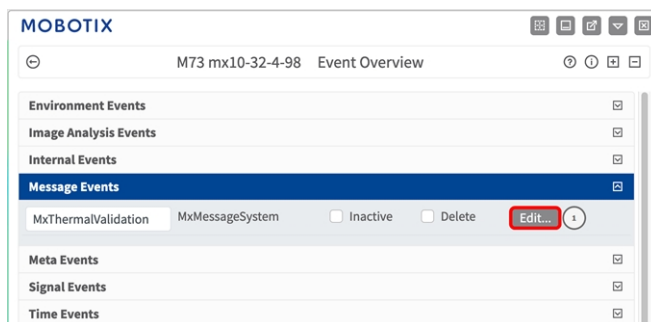 MOBOTIX
M73 mx10-32-4-98 Event Overview
Environment Events
Image Analysis Events
Internal Events
Message Events
MxThermalValidation MxMessageSystem Inactive Delete Edit... 1
Meta Events
Signal Events
Time Events